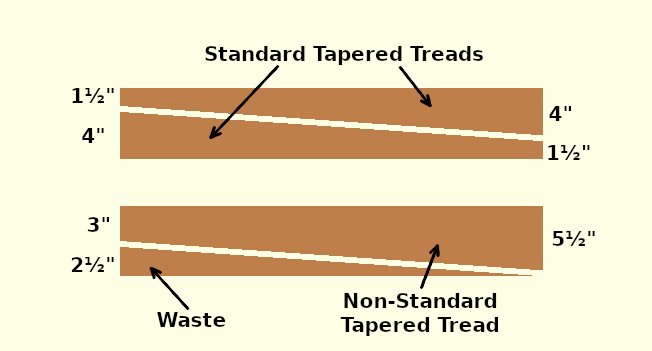 Standard Tapered Treads
1½"
4"
4"
1½"
3"
5½"
2½"
Waste
Non-Standard
Tapered Tread